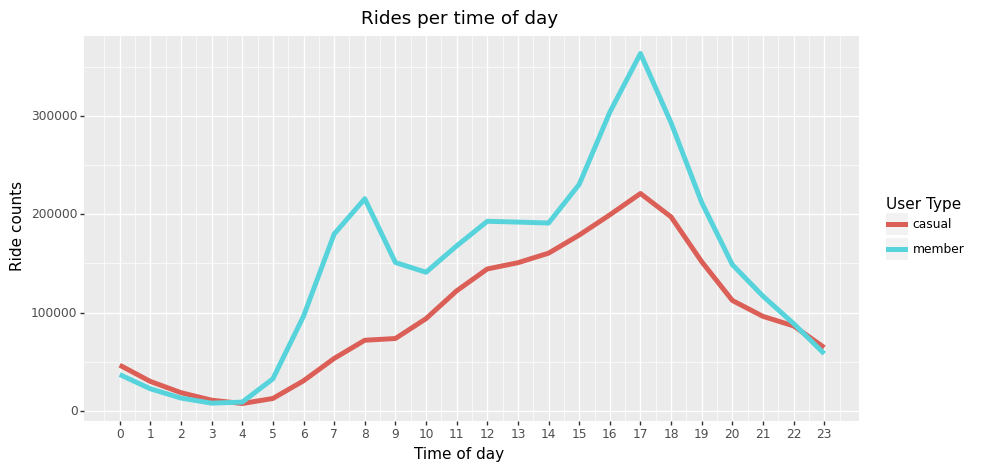 Rides per time of day
Ride counts
300000
200000
100000
0
0 1 2 3 4 5 6 7 8 9 10 11 12 13 14 15 16 17 18 19 20 21 22 23
Time of day
User Type
casual
member